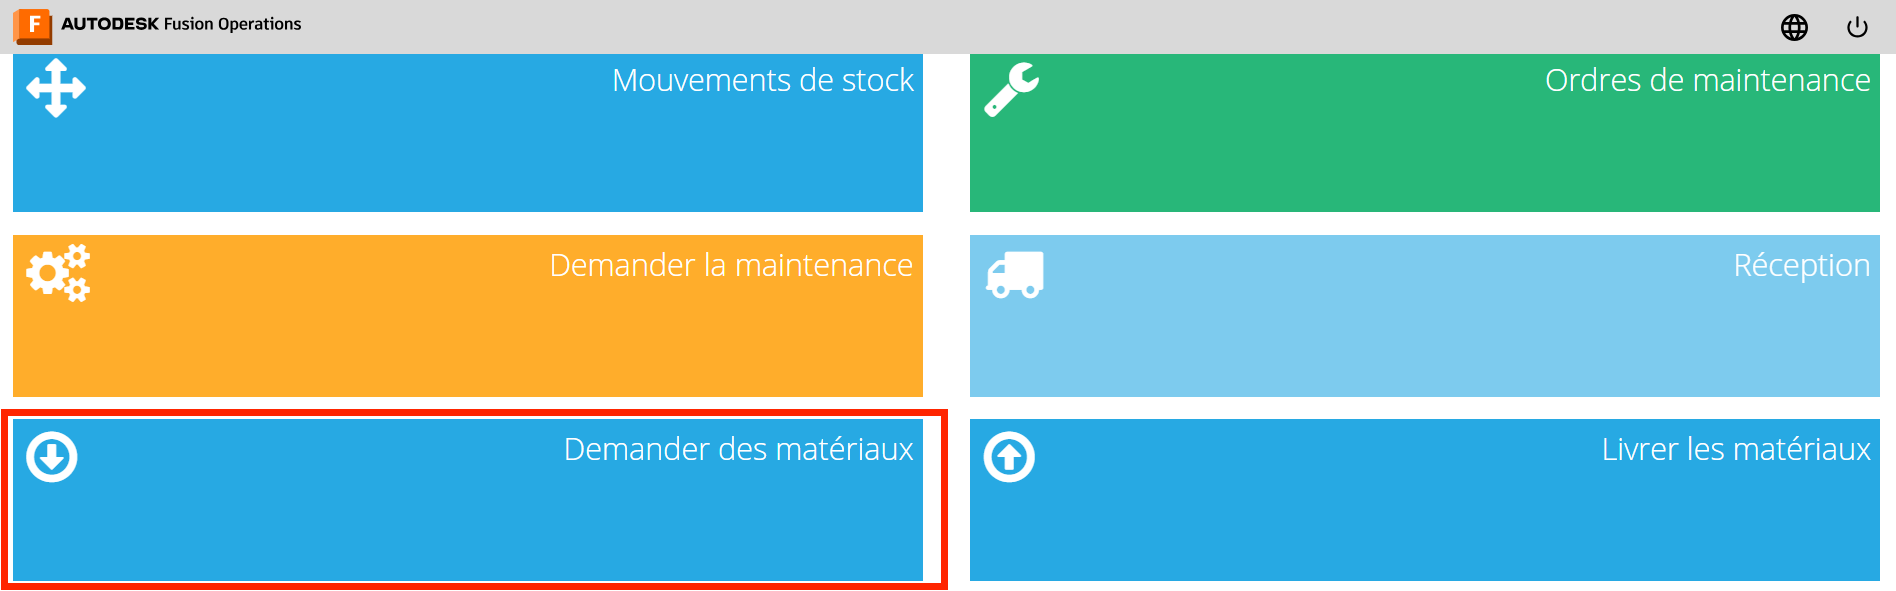 AUTODESK Fusion Operations
Mouvements de stock
Ordres de maintenance
Demander la maintenance
Réception
Demander des matériaux
Livrer les matériaux